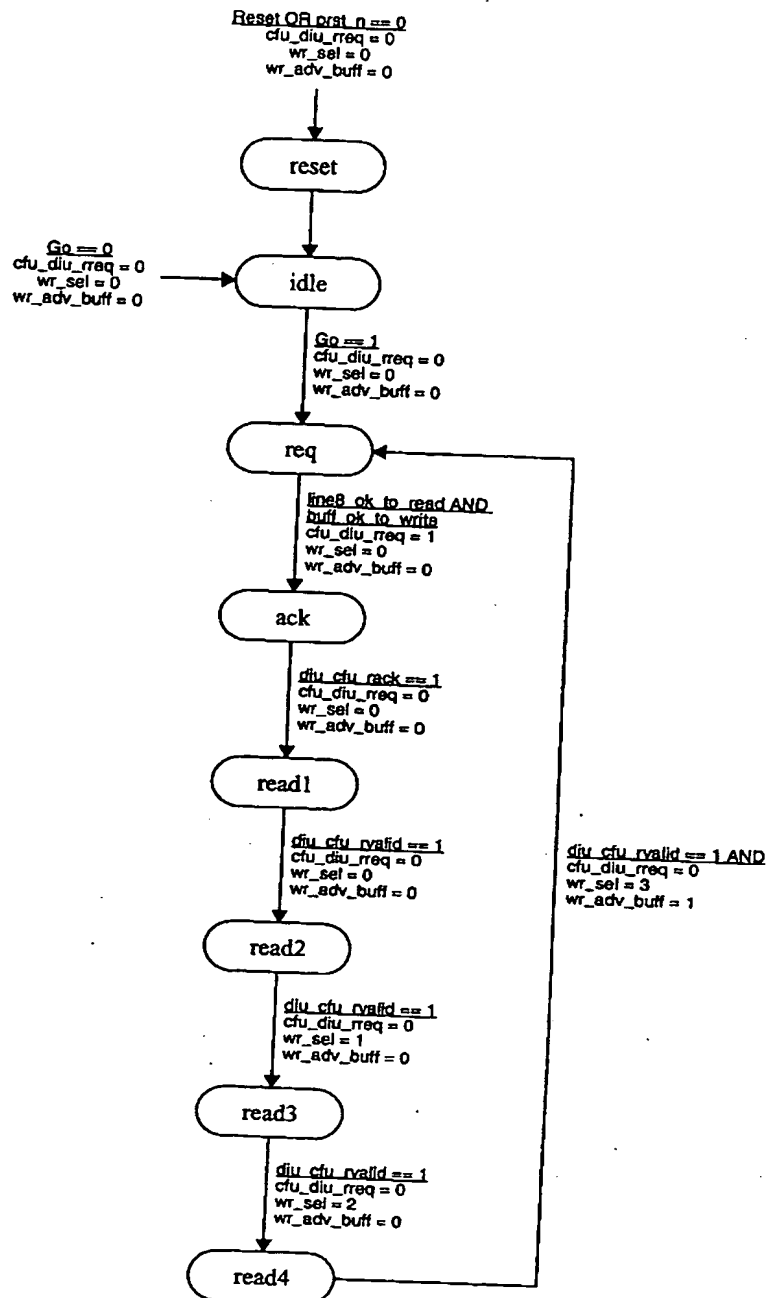 Reset OR prst_n == 0
cfu_diu_rreq = 0
wr_sel = 0
wr_adv_buff = 0
reset
Go == 0
cfu_diu_rreq = 0
wr_sel = 0
wr_adv_buff = 0
idle
Go == 1
cfu_diu_rreq = 0
wr_sel = 0
wr_adv_buff = 0
req
line8_ok_to_read AND
buff_ok_to_write
cfu_diu_rreq = 1
wr_sel = 0
wr_adv_buff = 0
ack
diu_cfu_rack == 1
cfu_diu_rreq = 0
wr_sel = 0
wr_adv_buff = 0
read1
diu_cfu_rvalid == 1
cfu_diu_rreq = 0
wr_sel = 0
wr_adv_buff = 0
diu_cfu_rvalid == 1 AND
cfu_diu_rreq = 0
wr_sel = 3
wr_adv_buff = 1
read2
diu_cfu_rvalid == 1
cfu_diu_rreq = 0
wr_sel = 1
wr_adv_buff = 0
read3
diu_cfu_rvalid == 1
cfu_diu_rreq = 0
wr_sel = 2
wr_adv_buff = 0
read4